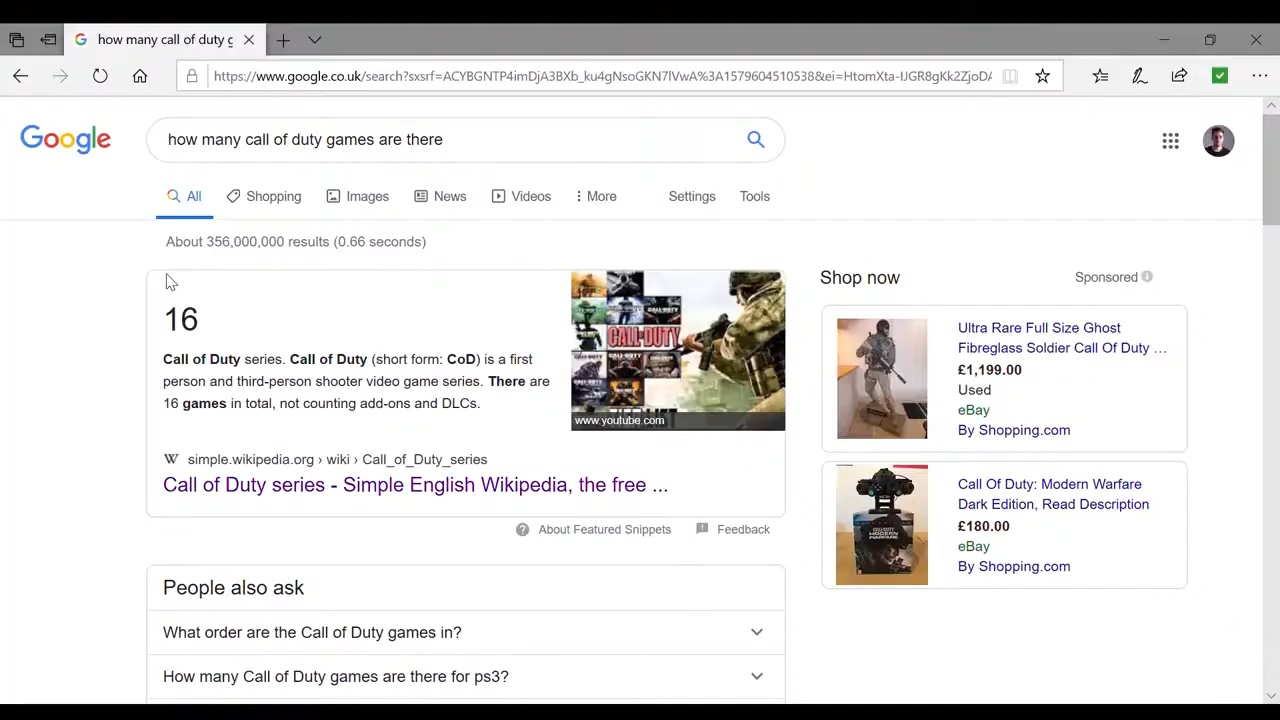 how many call of duty g
https://www.google.co.uk/search?sxsrf=ACYBGNTP4imDjA3BXb_ku4gNsoGKN7lVwA%3A1579604510538&ei=HtomXta-IJGR8gKk2ZjoDA
Google
how many call of duty games are there
All
Shopping
Images
News
Videos
More
Settings
Tools
About 356,000,000 results (0.66 seconds)
16
Call of Duty series. Call of Duty (short form: CoD) is a first
person and third-person shooter video game series. There are
16 games in total, not counting add-ons and DLCs.
CALL OF DUTY
www.youtube.com
simple.wikipedia.org › wiki › Call_of_Duty_series
Call of Duty series - Simple English Wikipedia, the free ...
About Featured Snippets
Feedback
People also ask
What order are the Call of Duty games in?
How many Call of Duty games are there for ps3?
Shop now
Sponsored
Ultra Rare Full Size Ghost
Fibreglass Soldier Call Of Duty …
£1,199.00
Used
eBay
By Shopping.com
MODERN
WARFARE
Call Of Duty: Modern Warfare
Dark Edition, Read Description
£180.00
eBay
By Shopping.com